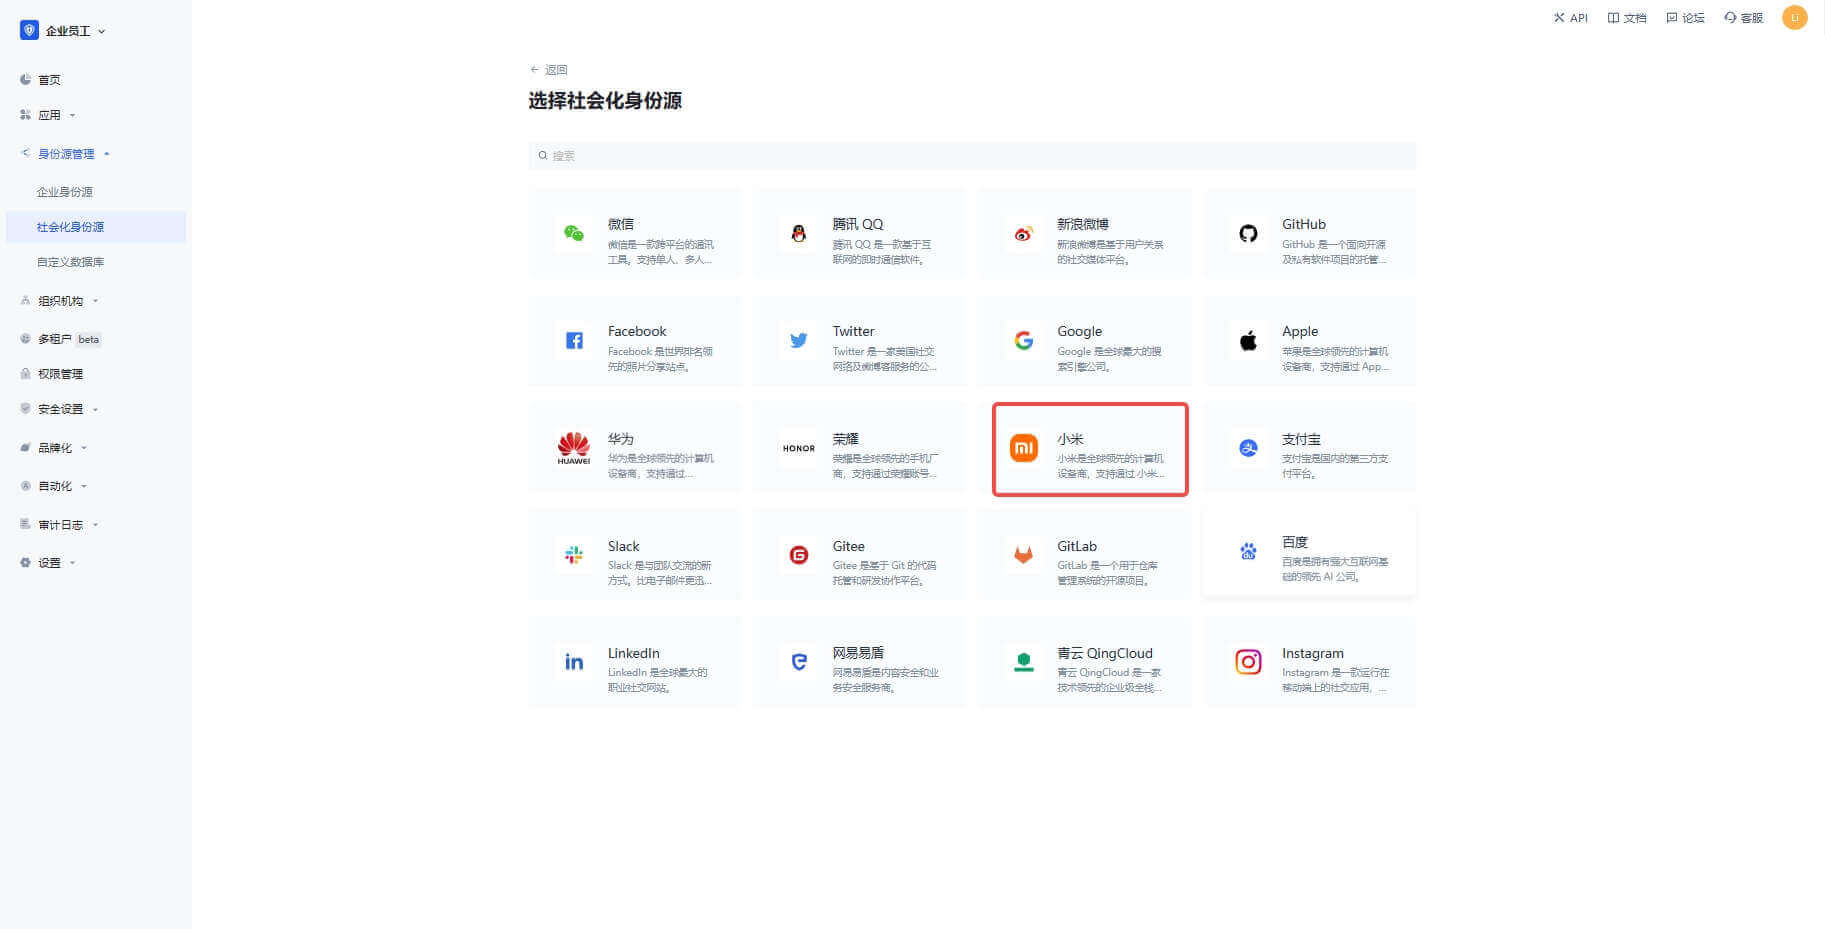 企业员工
API
文档
论坛
客服
Li
首页
应用
身份源管理
企业身份源
社会化身份源
自定义数据库
组织机构
多租户 beta
权限管理
安全设置
品牌化
自动化
审计日志
设置
← 返回
选择社会化身份源
搜索
微信
微信是一款跨平台的通讯
工具。支持单人、多人...
腾讯 QQ
腾讯 QQ 是一款基于互
联网的即时通信软件。
新浪微博
新浪微博是基于用户关系
的社交媒体平台。
GitHub
GitHub 是一个面向开源
及私有软件项目的托管...
Facebook
Facebook 是世界排名领
先的照片分享站点。
Twitter
Twitter 是一家美国社交
网络及微博客服务的公...
Google
Google 是全球最大的搜
索引擎公司。
Apple
苹果是全球领先的计算机
设备商，支持通过 App...
HUAWEI
华为
华为是全球领先的计算机
设备商，支持通过...
HONOR
荣耀
荣耀是全球领先的手机厂
商，支持通过荣耀账号...
小米
小米是全球领先的计算机
设备商，支持通过 小米...
支付宝
支付宝是国内的第三方支
付平台。
Slack
Slack 是与团队交流的新
方式。比电子邮件更迅...
Gitee
Gitee 是基于 Git 的代码
托管和研发协作平台。
GitLab
GitLab 是一个用于仓库
管理系统的开源项目。
百度
百度是拥有强大互联网基
础的领先 AI 公司。
LinkedIn
LinkedIn 是全球最大的
职业社交网站。
网易易盾
网易易盾是内容安全和业
务安全服务商。
青云 QingCloud
青云 QingCloud 是一家
技术领先的企业级全栈...
Instagram
Instagram 是一款运行在
移动端上的社交应用，...